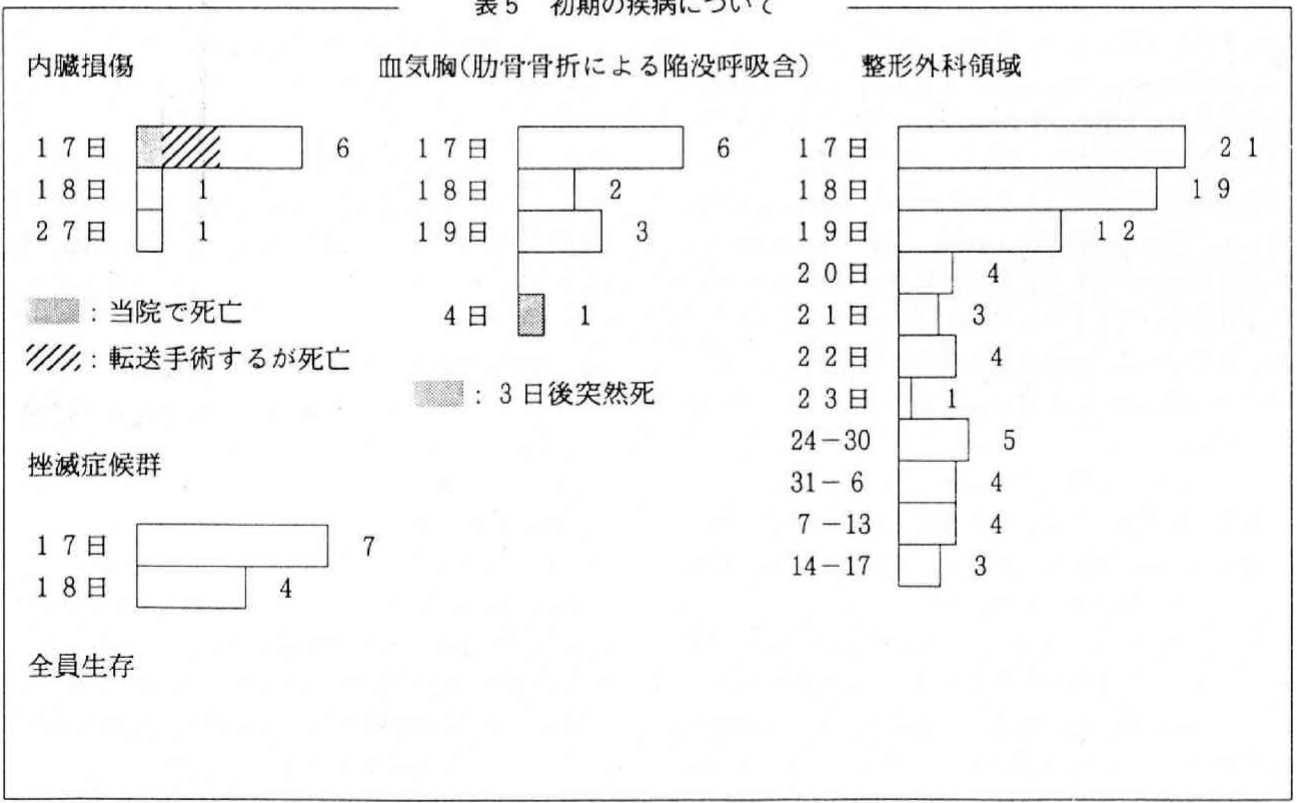 表5 初期の疾病について
内臓損傷
17日 6
18日 1
27日 1
：当院で死亡
：転送手術するが死亡
挫滅症候群
17日 7
18日 4
全員生存
血気胸(肋骨骨折による陥没呼吸含)
17日 6
18日 2
19日 3
4日 1
：3日後突然死
整形外科領域
17日 21
18日 19
19日 12
20日 4
21日 3
22日 4
23日 1
24－30 5
31－6 4
7－13 4
14－17 3